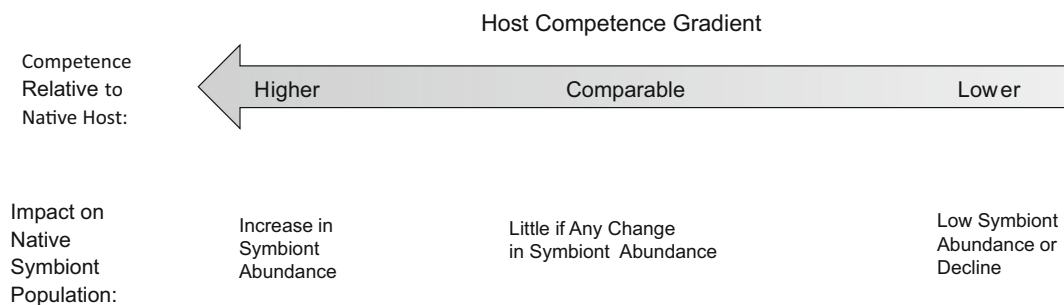 Host Competence Gradient
Competence
Relative to
Native Host:
Higher
Comparable
Lower
Impact on
Native
Symbiont
Population:
Increase in
Symbiont
Abundance
Little if Any Change
in Symbiont Abundance
Low Symbiont
Abundance or
Decline